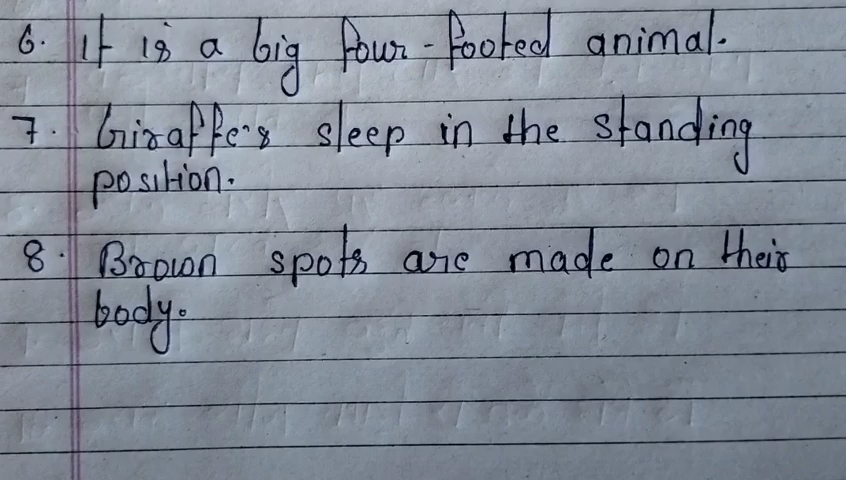 6. It is a big four-footed animal.
7. Giraffe's sleep in the standing
position.
8. Brown spots are made on their
body.